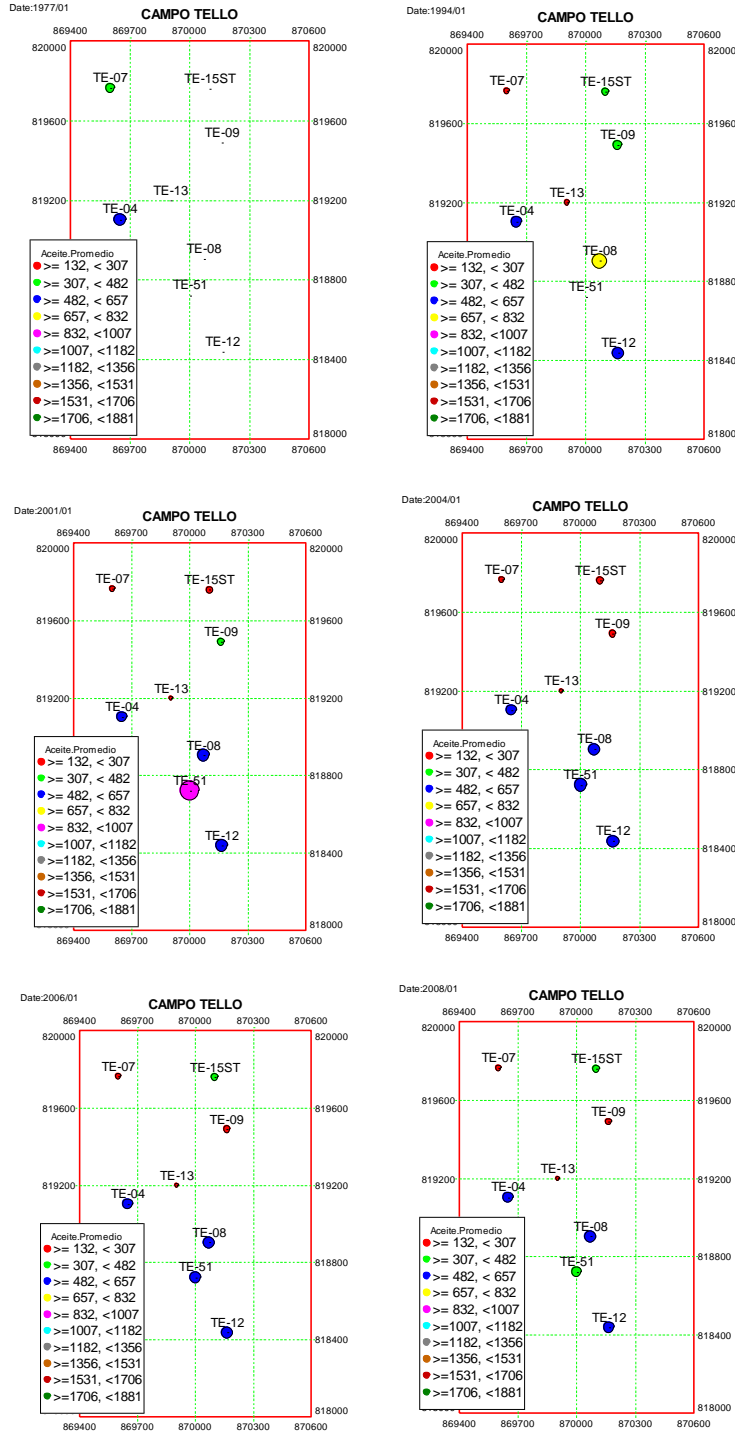 Date:1977/01
CAMPO TELLO
869400 869700 870000 870300 870600
820000 820000
TE-07 TE-15ST
819600 819600
TE-09
819200 TE-13 819200
TE-04
TE-08
818800
TE-51
TE-12
818400
Aceite.Promedio
>= 132, < 307
>= 307, < 482
>= 482, < 657
>= 657, < 832
>= 832, <1007
>=1007, <1182
>=1182, <1356
>=1356, <1531
>=1531, <1706
>=1706, <1881
818000
869400 869700 870000 870300 870600
Date:1994/01
CAMPO TELLO
869400 869700 870000 870300 870600
820000 820000
TE-07 TE-15ST
819600 819600
TE-09
TE-13
819200 819200
TE-04
TE-08
818800
TE-51
TE-12
818400
Aceite.Promedio
>= 132, < 307
>= 307, < 482
>= 482, < 657
>= 657, < 832
>= 832, <1007
>=1007, <1182
>=1182, <1356
>=1356, <1531
>=1531, <1706
>=1706, <1881
818000
869400 869700 870000 870300 870600
Date:2001/01
CAMPO TELLO
869400 869700 870000 870300 870600
820000 820000
TE-07 TE-15ST
819600 819600
TE-09
TE-13
819200 819200
TE-04
TE-08
TE-51 818800
TE-12
818400
Aceite.Promedio
>= 132, < 307
>= 307, < 482
>= 482, < 657
>= 657, < 832
>= 832, <1007
>=1007, <1182
>=1182, <1356
>=1356, <1531
>=1531, <1706
>=1706, <1881
818000
869400 869700 870000 870300 870600
Date:2004/01
CAMPO TELLO
869400 869700 870000 870300 870600
820000 820000
TE-07 TE-15ST
819600 819600
TE-09
TE-13
819200 819200
TE-04
TE-08
TE-51 818800
TE-12
818400
Aceite.Promedio
>= 132, < 307
>= 307, < 482
>= 482, < 657
>= 657, < 832
>= 832, <1007
>=1007, <1182
>=1182, <1356
>=1356, <1531
>=1531, <1706
>=1706, <1881
818000
869400 869700 870000 870300 870600
Date:2006/01
CAMPO TELLO
869400 869700 870000 870300 870600
820000 820000
TE-07 TE-15ST
819600 819600
TE-09
TE-13
819200 819200
TE-04
TE-08
TE-51 818800
TE-12
818400
Aceite.Promedio
>= 132, < 307
>= 307, < 482
>= 482, < 657
>= 657, < 832
>= 832, <1007
>=1007, <1182
>=1182, <1356
>=1356, <1531
>=1531, <1706
>=1706, <1881
818000
869400 869700 870000 870300 870600
Date:2008/01
CAMPO TELLO
869400 869700 870000 870300 870600
820000 820000
TE-07 TE-15ST
819600 819600
TE-09
TE-13
819200 819200
TE-04
TE-08
TE-51 818800
TE-12
818400
Aceite.Promedio
>= 132, < 307
>= 307, < 482
>= 482, < 657
>= 657, < 832
>= 832, <1007
>=1007, <1182
>=1182, <1356
>=1356, <1531
>=1531, <1706
>=1706, <1881
818000
869400 869700 870000 870300 870600